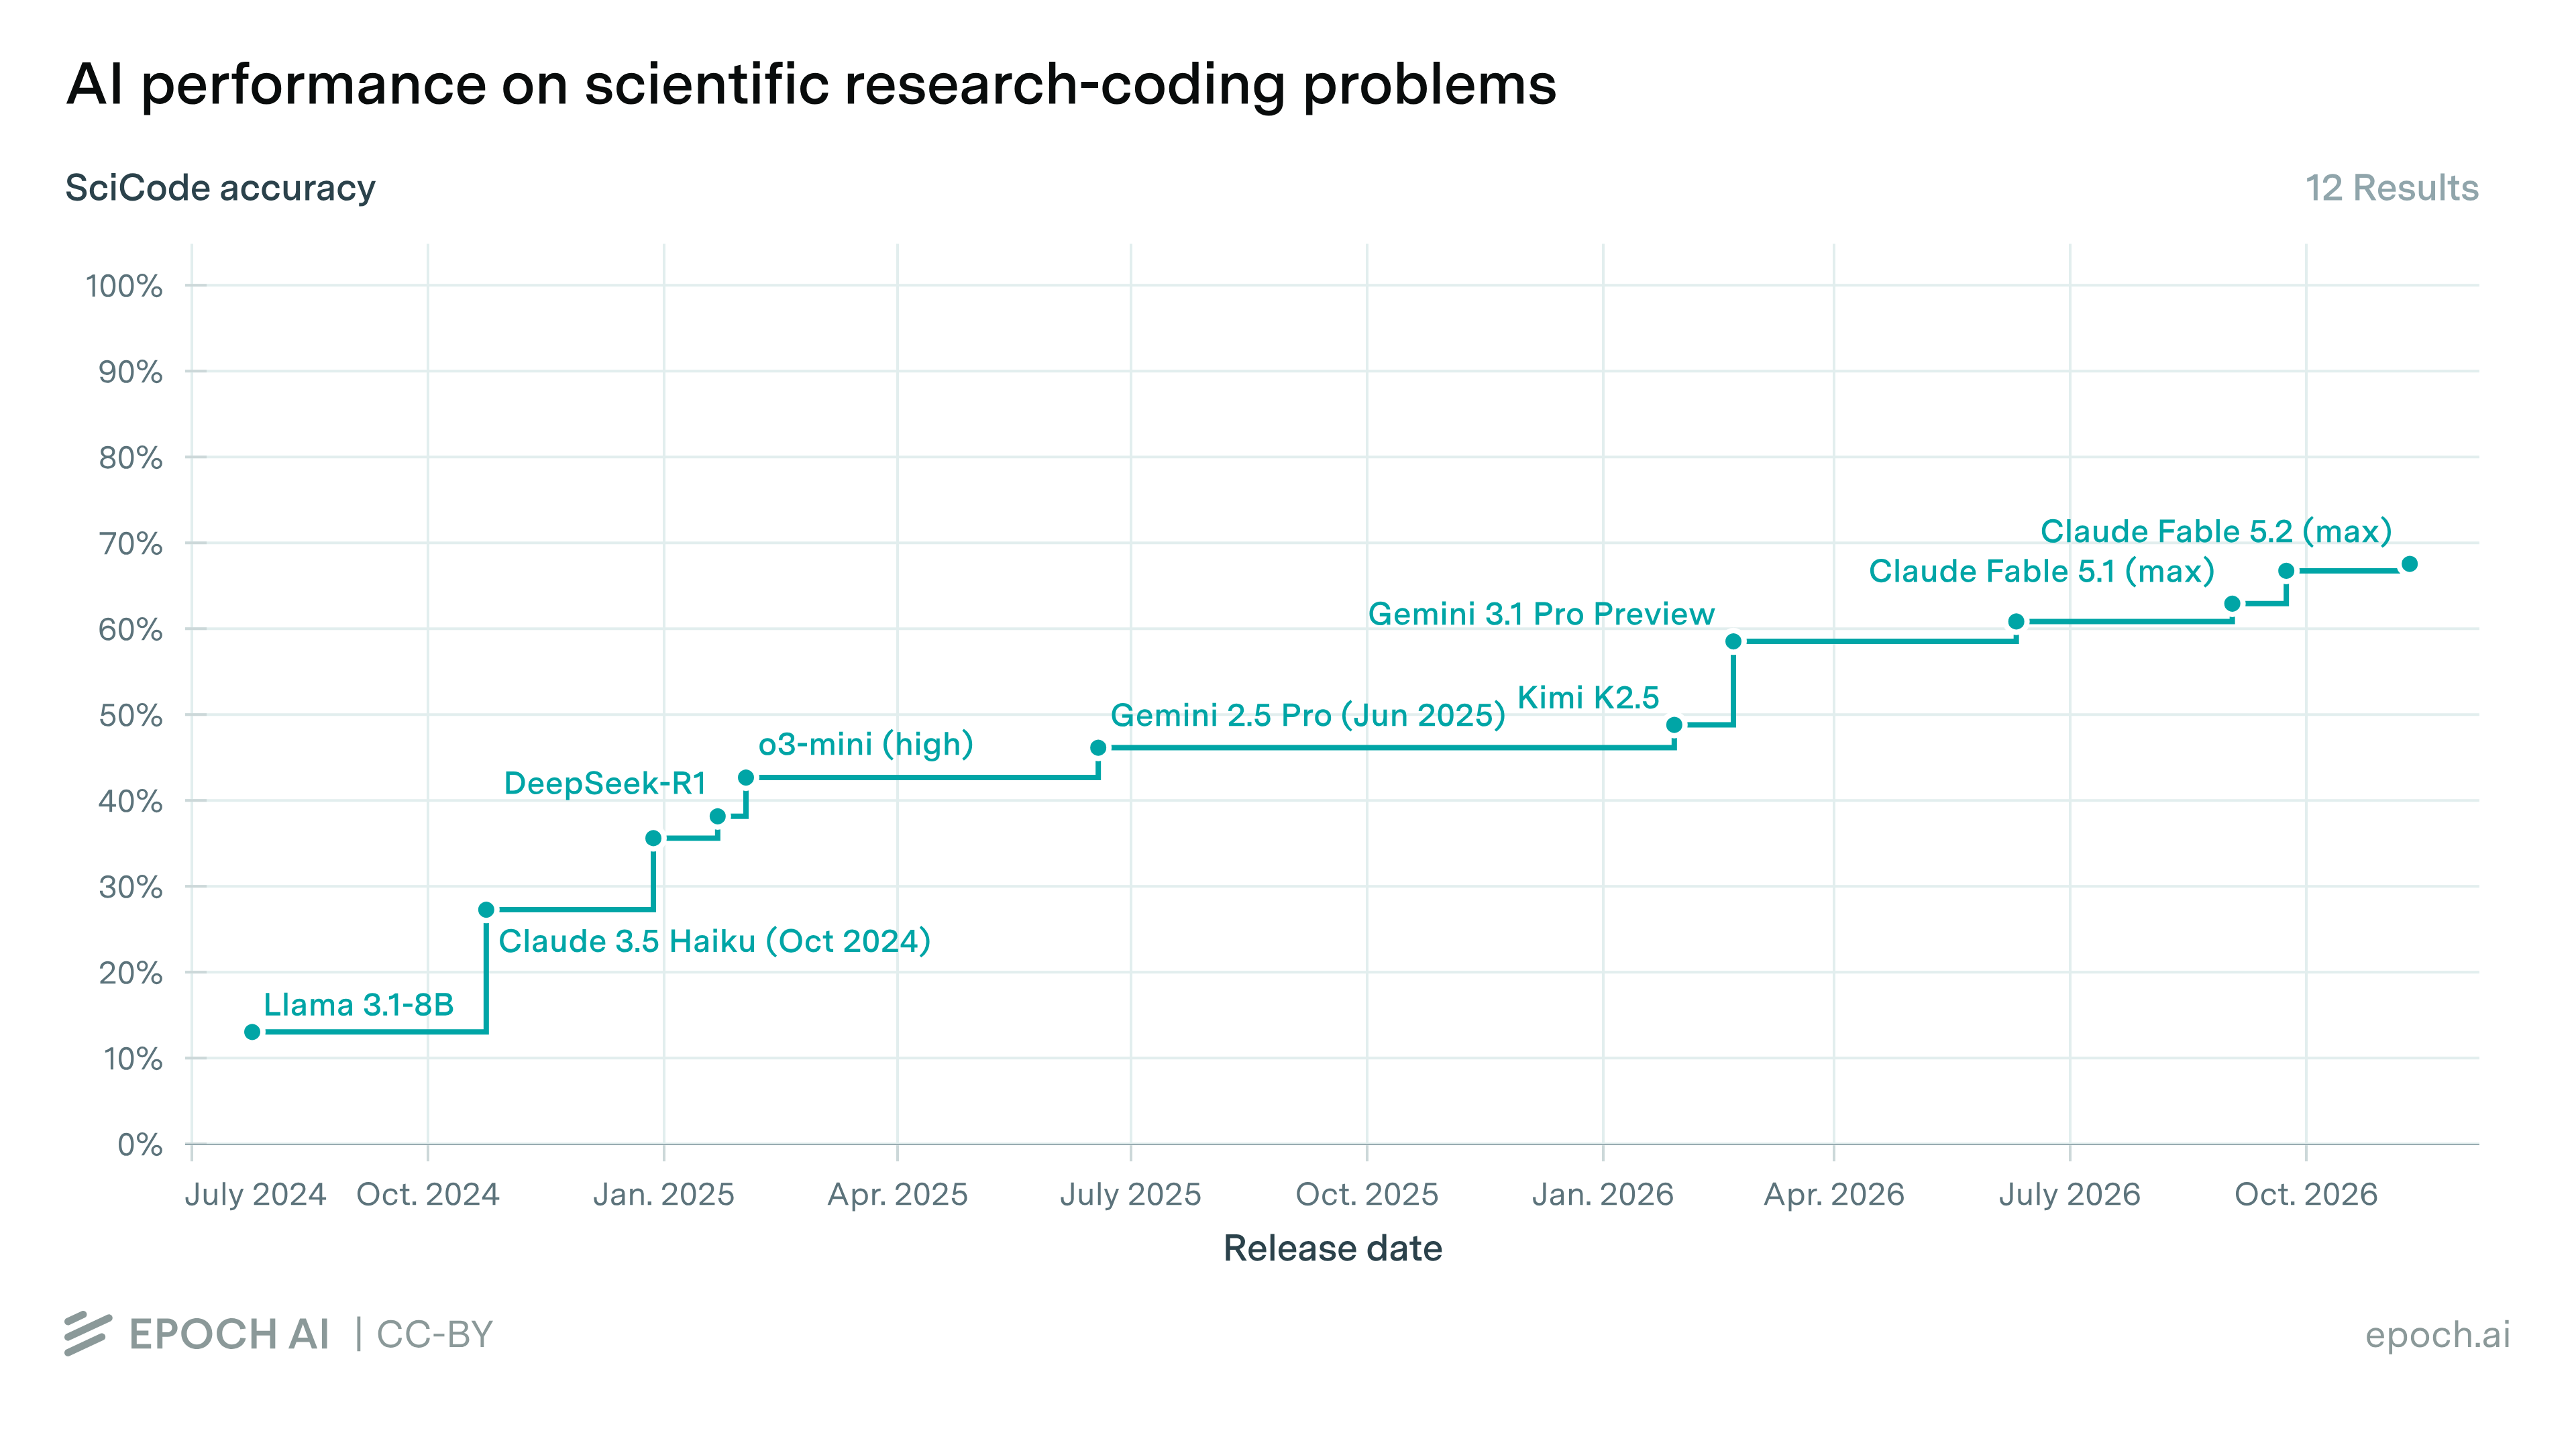 AI performance on scientific research-coding problems
SciCode accuracy
12 Results
100%
90%
80%
70%
60%
50%
40%
30%
20%
10%
0%
Claude Fable 5.2 (max)
Claude Fable 5.1 (max)
Gemini 3.1 Pro Preview
Kimi K2.5
Gemini 2.5 Pro (Jun 2025)
o3-mini (high)
DeepSeek-R1
Claude 3.5 Haiku (Oct 2024)
Llama 3.1-8B
July 2024
Oct. 2024
Jan. 2025
Apr. 2025
July 2025
Oct. 2025
Jan. 2026
Apr. 2026
July 2026
Oct. 2026
Release date
EPOCH AI | CC-BY
epoch.ai